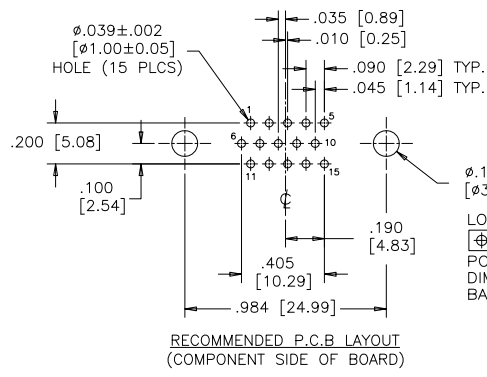 .035 [0.89]
.010 [0.25]
ø.039±.002
[ø1.00±0.05]
HOLE (15 PLCS)
.090 [2.29] TYP.
.045 [1.14] TYP.
1
5
.200 [5.08]
6
10
11
15
.100
[2.54]
ø.1
[ø3
℄
.190
[4.83]
LO
.405
[10.29]
PO
DIM
BA
.984 [24.99]
RECOMMENDED P.C.B LAYOUT
(COMPONENT SIDE OF BOARD)